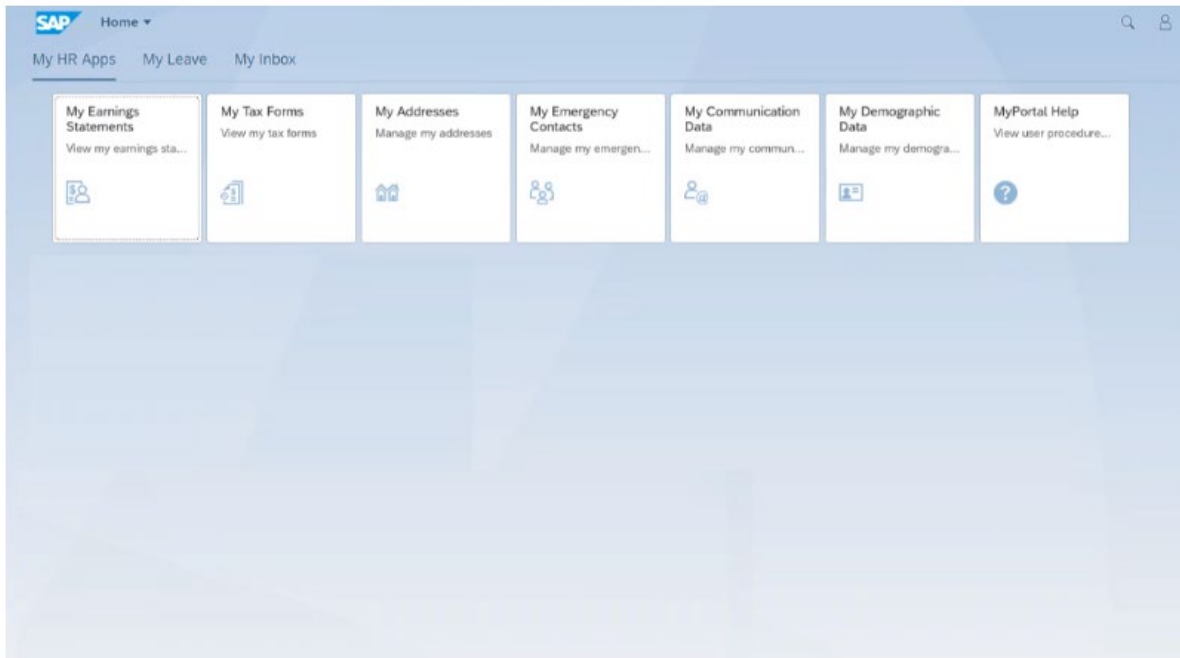 SAP Home
My HR Apps My Leave My Inbox
My Earnings
Statements
View my earnings sta...
My Tax Forms
View my tax forms
My Addresses
Manage my addresses
My Emergency
Contacts
Manage my emergen...
My Communication
Data
Manage my commun...
My Demographic
Data
Manage my demogra...
MyPortal Help
View user procedure...